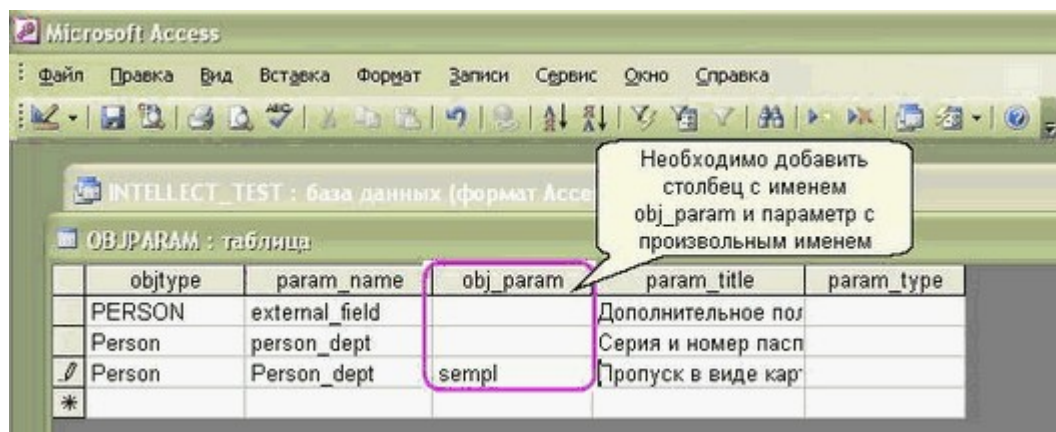 Microsoft Access
Файл Правка Вид Вставка Формат Записи Сервис Окно Справка
Необходимо добавить
столбец с именем
obj_param и параметр с
произвольным именем
INTELLECT_TEST : база данных (формат Acce
OBJPARAM : таблица
objtype param_name obj_param param_title param_type
PERSON external_field Дополнительное пол
Person person_dept Серия и номер пасп
Person Person_dept sempl Пропуск в виде кар